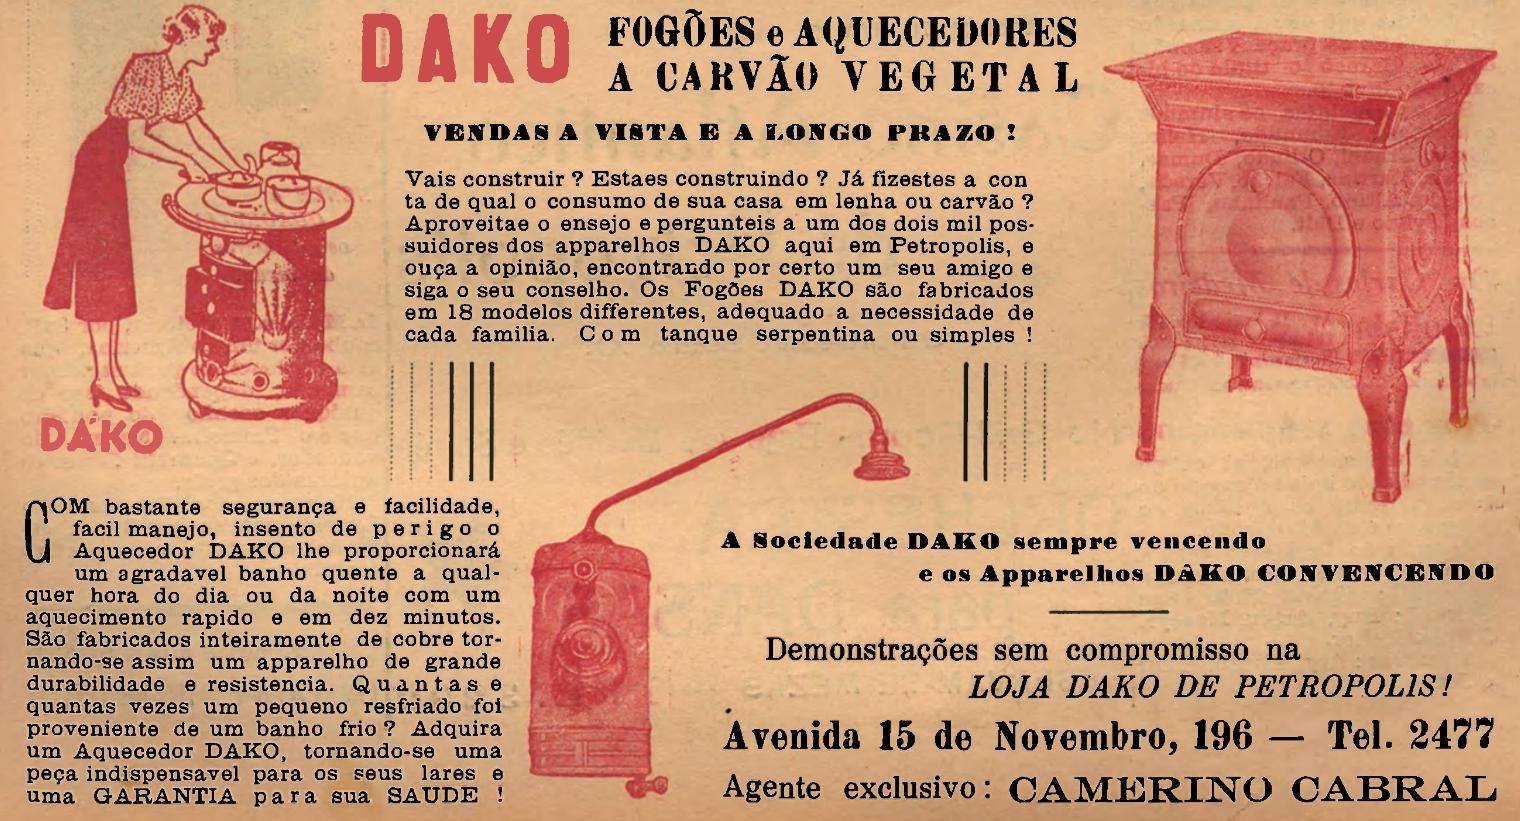 DAKO
FOGÕES e AQUECEDORES
A CARVÃO VEGETAL
VENDAS A VISTA E A LONGO PRAZO !
Vais construir ? Estaes construindo ? Já fizestes a con
ta de qual o consumo de sua casa em lenha ou carvão ?
Aproveitae o ensejo e pergunteis a um dos dois mil pos-
suidores dos apparelhos DAKO aqui em Petropolis, e
ouça a opinião, encontrando por certo um seu amigo e
siga o seu conselho. Os Fogões DAKO são fabricados
em 18 modelos differentes, adequado a necessidade de
cada familia. Com tanque serpentina ou simples !
DAKO
COM bastante segurança e facilidade,
facil manejo, insento de perigo o
Aquecedor DAKO lhe proporcionará
um agradavel banho quente a qual-
quer hora do dia ou da noite com um
aquecimento rapido e em dez minutos.
São fabricados inteiramente de cobre tor-
nando-se assim um apparelho de grande
durabilidade e resistencia. Quantas e
quantas vezes um pequeno resfriado foi
proveniente de um banho frio ? Adquira
um Aquecedor DAKO, tornando-se uma
peça indispensavel para os seus lares e
uma GARANTIA para sua SAUDE !
A Sociedade DAKO sempre vencendo
e os Apparelhos DAKO CONVENCENDO
Demonstrações sem compromisso na
LOJA DAKO DE PETROPOLIS !
Avenida 15 de Novembro, 196 — Tel. 2477
Agente exclusivo : CAMERINO CABRAL